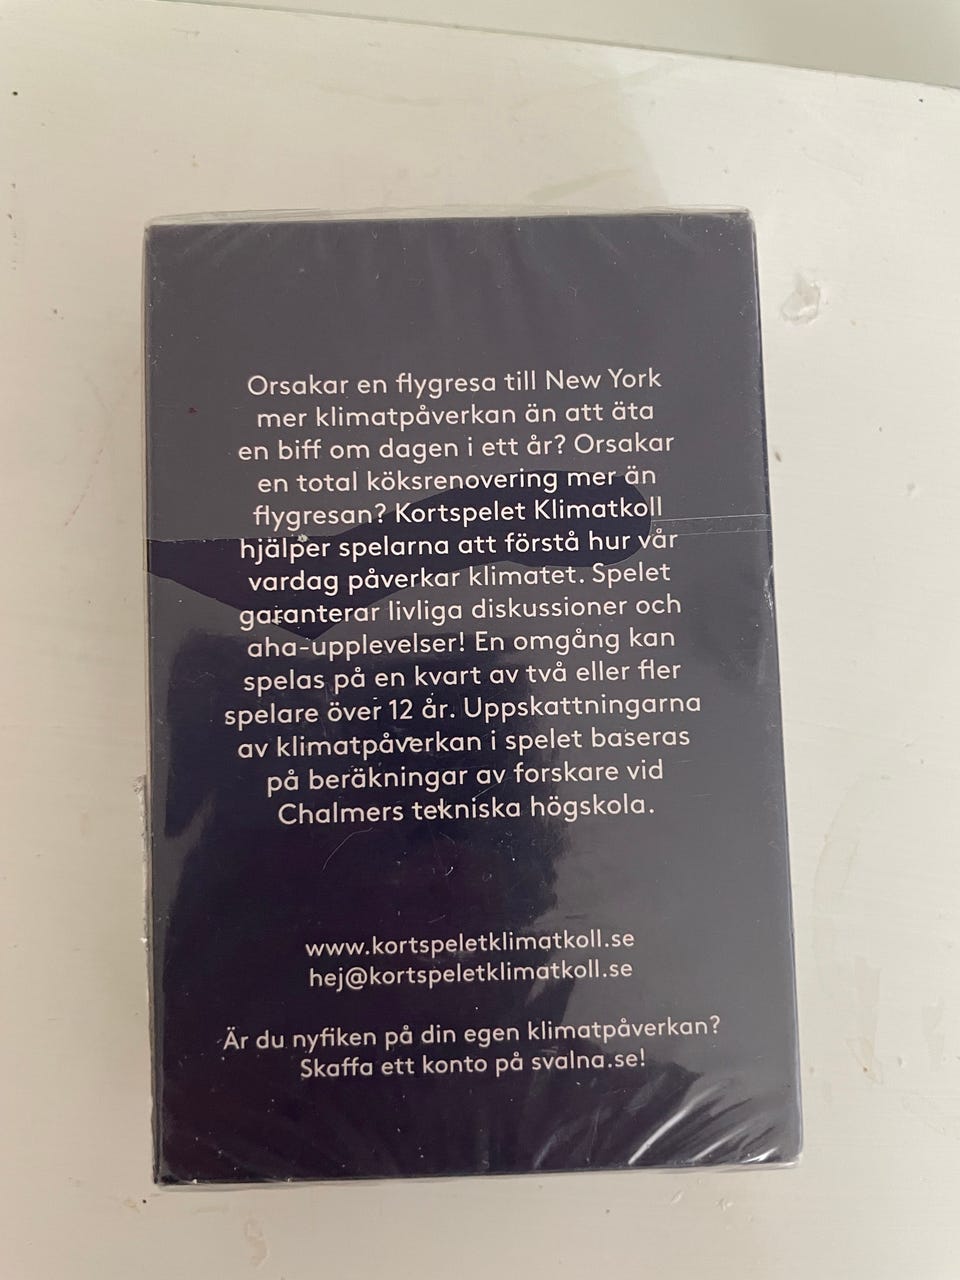 Orsakar en flygresa till New York
mer klimatpåverkan än att äta
en biff om dagen i ett år? Orsakar
en total köksrenovering mer än
flygresan? Kortspelet Klimatkoll
hjälper spelarna att förstå hur vår
vardag påverkar klimatet. Spelet
garanterar livliga diskussioner och
aha-upplevelser! En omgång kan
spelas på en kvart av två eller fler
spelare över 12 år. Uppskattningarna
av klimatpåverkan i spelet baseras
på beräkningar av forskare vid
Chalmers tekniska högskola.
www.kortspeletklimatkoll.se
hej@kortspeletklimatkoll.se
Är du nyfiken på din egen klimatpåverkan?
Skaffa ett konto på svalna.se!